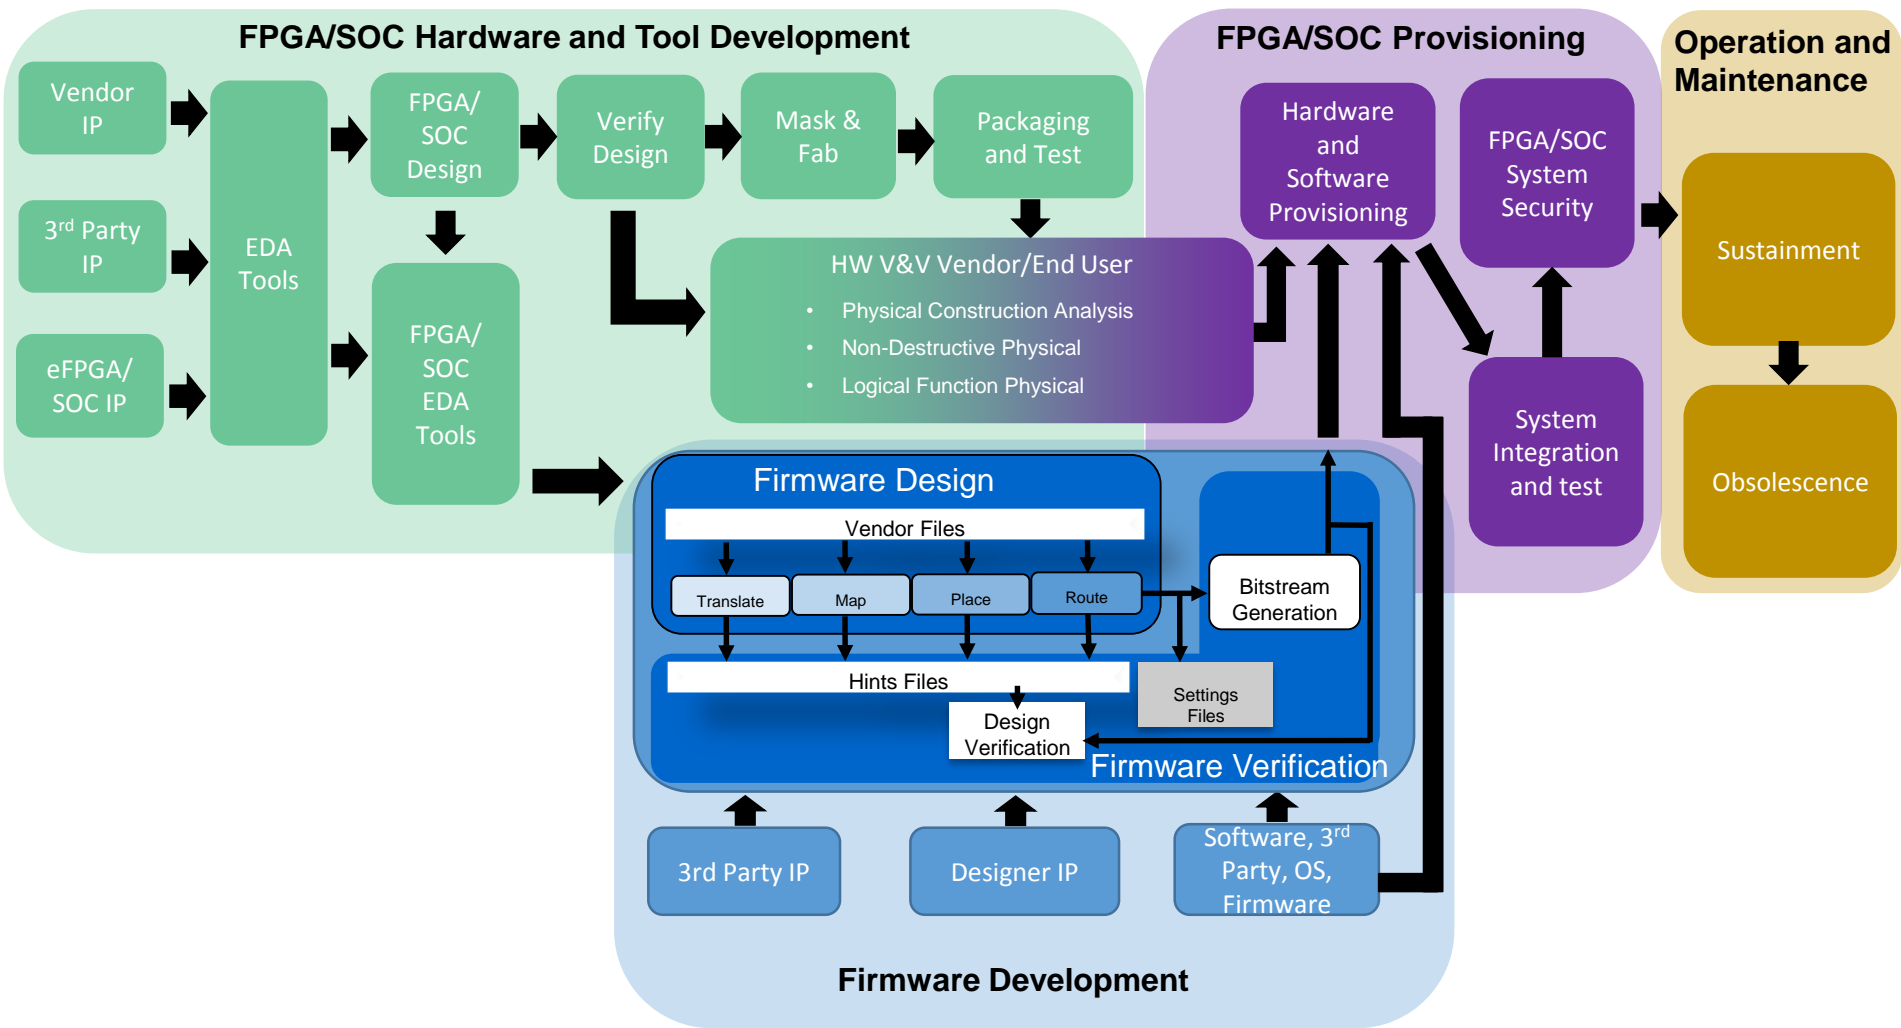 FPGA/SOC Hardware and Tool Development
Vendor
IP
3rd Party
IP
eFPGA/
SOC IP
EDA
Tools
FPGA/
SOC
Design
Verify
Design
Mask &
Fab
Packaging
and Test
FPGA/
SOC
EDA
Tools
HW V&V Vendor/End User
• Physical Construction Analysis
• Non-Destructive Physical
• Logical Function Physical
FPGA/SOC Provisioning
Hardware
and
Software
Provisioning
FPGA/SOC
System
Security
System
Integration
and test
Operation and
Maintenance
Sustainment
Obsolescence
Firmware Design
Vendor Files
Translate
Map
Place
Route
Bitstream
Generation
Hints Files
Settings
Files
Design
Verification
Firmware Verification
3rd Party IP
Designer IP
Software, 3rd
Party, OS,
Firmware
Firmware Development